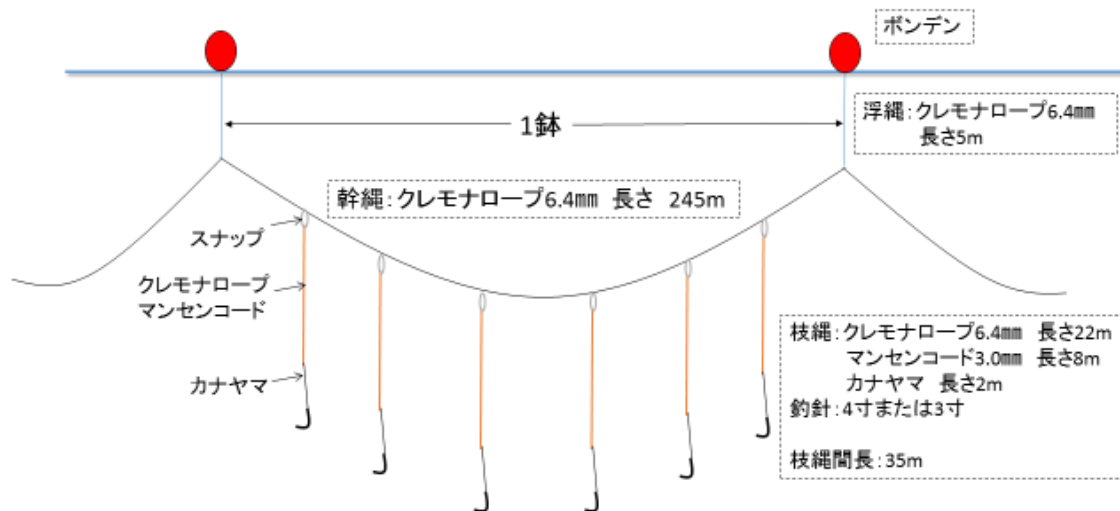 ボンデン
浮縄:クレモナロープ6.4㎜
長さ5m
1鉢
幹縄:クレモナロープ6.4㎜ 長さ 245m
スナップ
クレモナロープ
マンセンコード
カナヤマ
枝縄:クレモナロープ6.4㎜ 長さ22m
マンセンコード3.0㎜ 長さ8m
カナヤマ 長さ2m
釣針:4寸または3寸
枝縄間長:35m